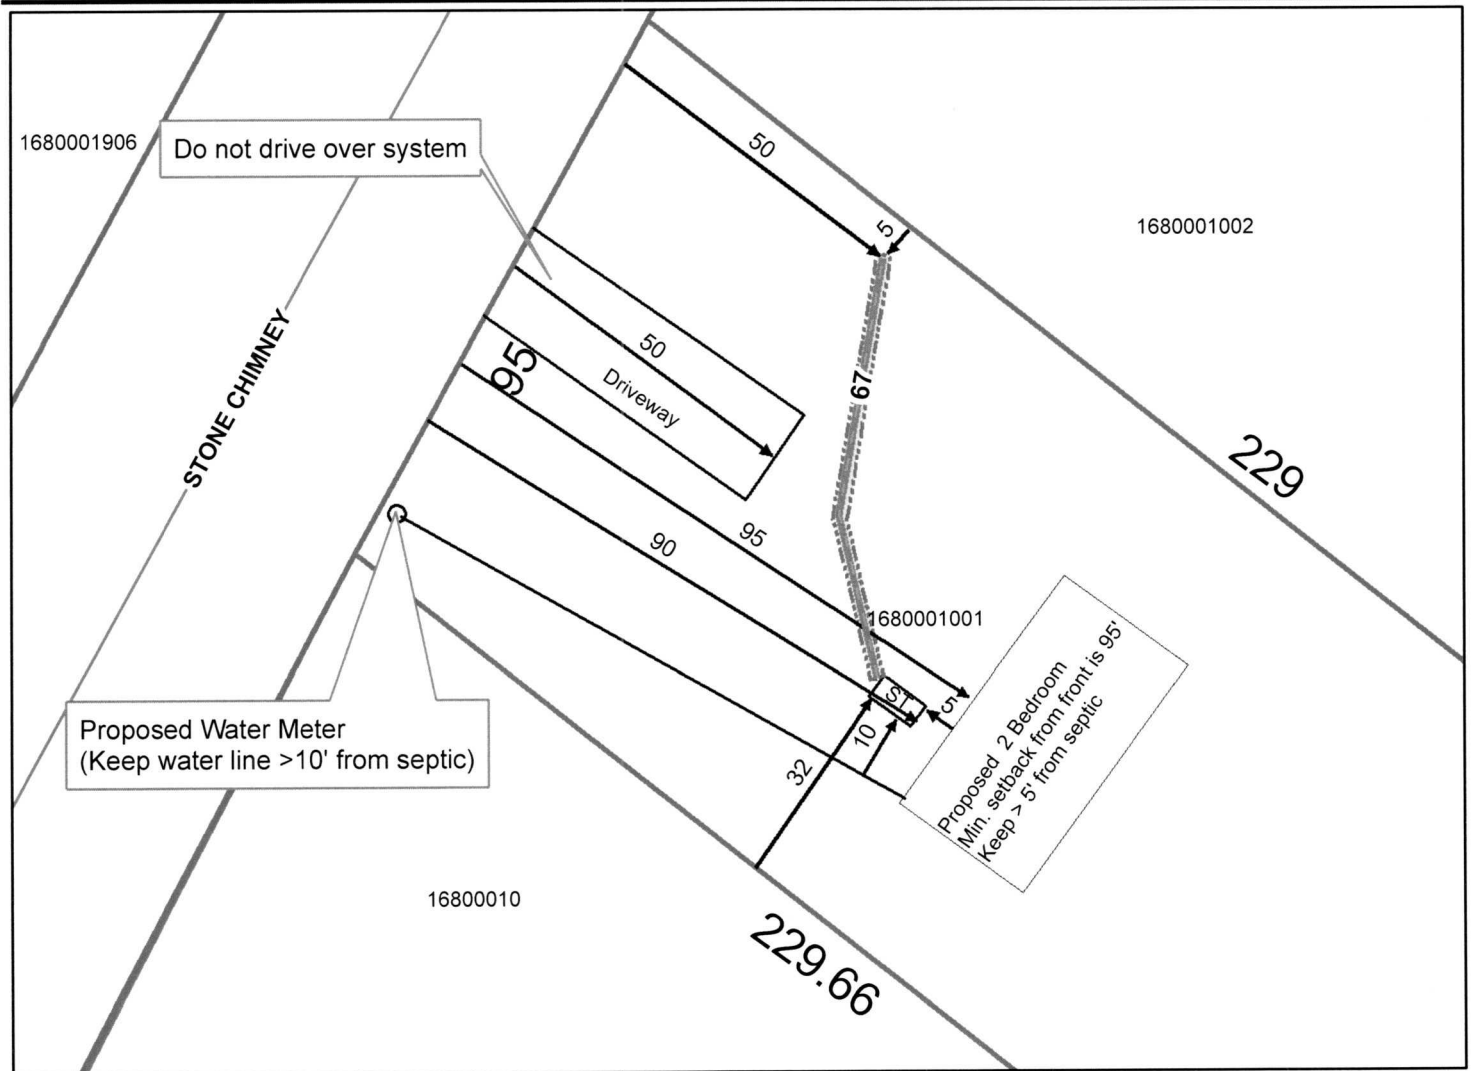 1680001906
Do not drive over system
50
5
1680001002
STONE CHIMNEY
50
95
Driveway
67
229
90
95
1680001001
ST
5
10
32
Proposed 2 Bedroom
Min. setback from front is 95'
Keep > 5' from septic
Proposed Water Meter
(Keep water line >10' from septic)
16800010
229.66